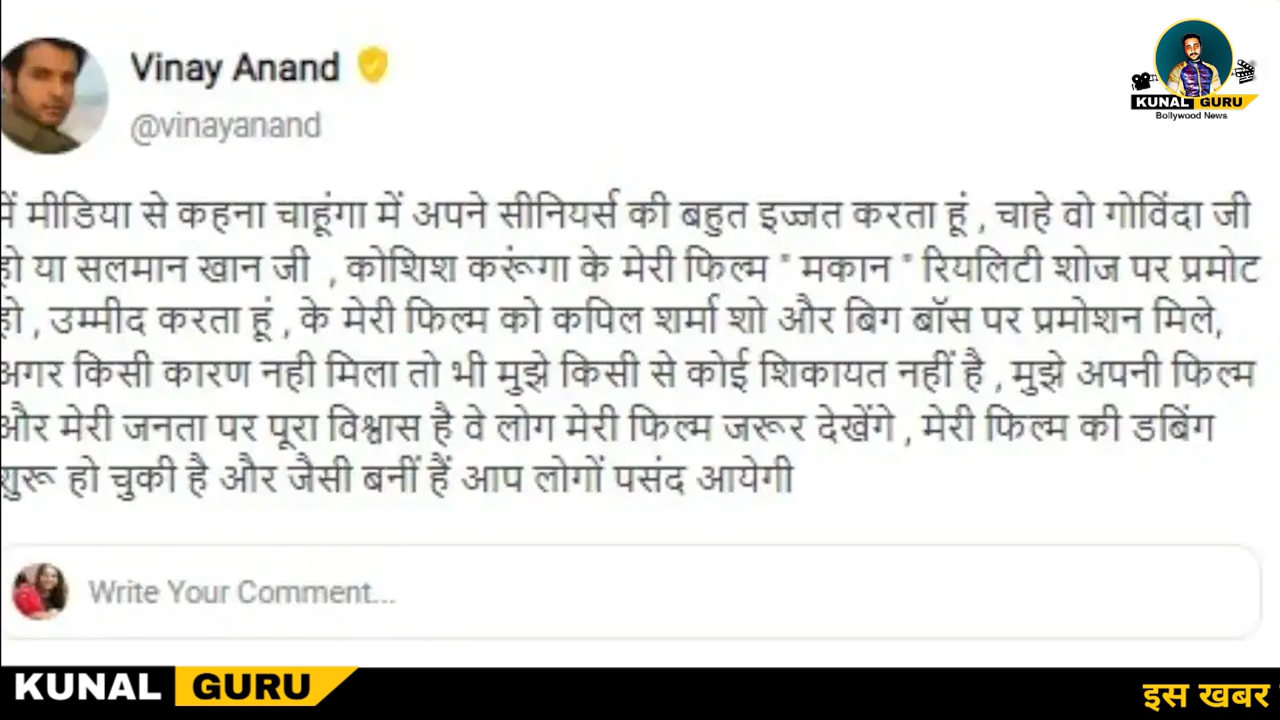 Vinay Anand
@vinayanand
KUNAL GURU
Bollywood News
में मीडिया से कहना चाहूंगा में अपने सीनियर्स की बहुत इज्जत करता हूं , चाहे वो गोविंदा जी
हो या सलमान खान जी , कोशिश करूंगा के मेरी फिल्म " मकान " रियलिटी शोज पर प्रमोट
हो , उम्मीद करता हूं , के मेरी फिल्म को कपिल शर्मा शो और बिग बॉस पर प्रमोशन मिले,
अगर किसी कारण नही मिला तो भी मुझे किसी से कोई शिकायत नहीं है , मुझे अपनी फिल्म
और मेरी जनता पर पूरा विश्वास है वे लोग मेरी फिल्म जरूर देखेंगे , मेरी फिल्म की डबिंग
शुरू हो चुकी है और जैसी बनीं हैं आप लोगों पसंद आयेगी
Write Your Comment...
KUNAL GURU
इस खबर